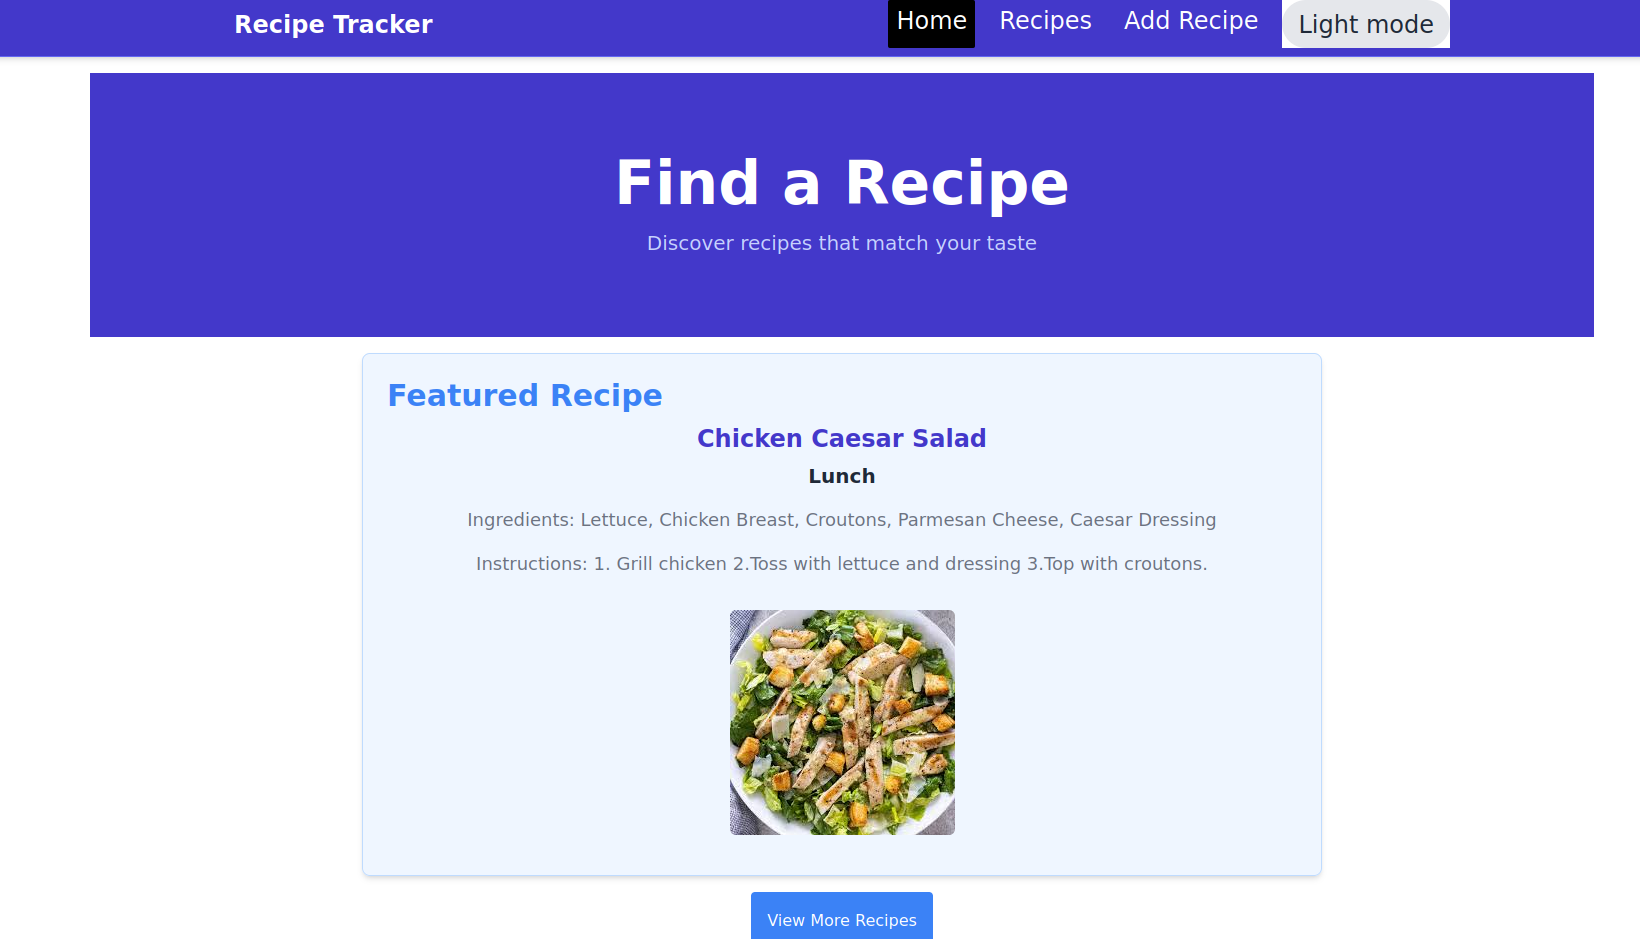 Recipe Tracker
Home
Recipes
Add Recipe
Light mode
Find a Recipe
Discover recipes that match your taste
Featured Recipe
Chicken Caesar Salad
Lunch
Ingredients: Lettuce, Chicken Breast, Croutons, Parmesan Cheese, Caesar Dressing
Instructions: 1. Grill chicken 2.Toss with lettuce and dressing 3.Top with croutons.
View More Recipes